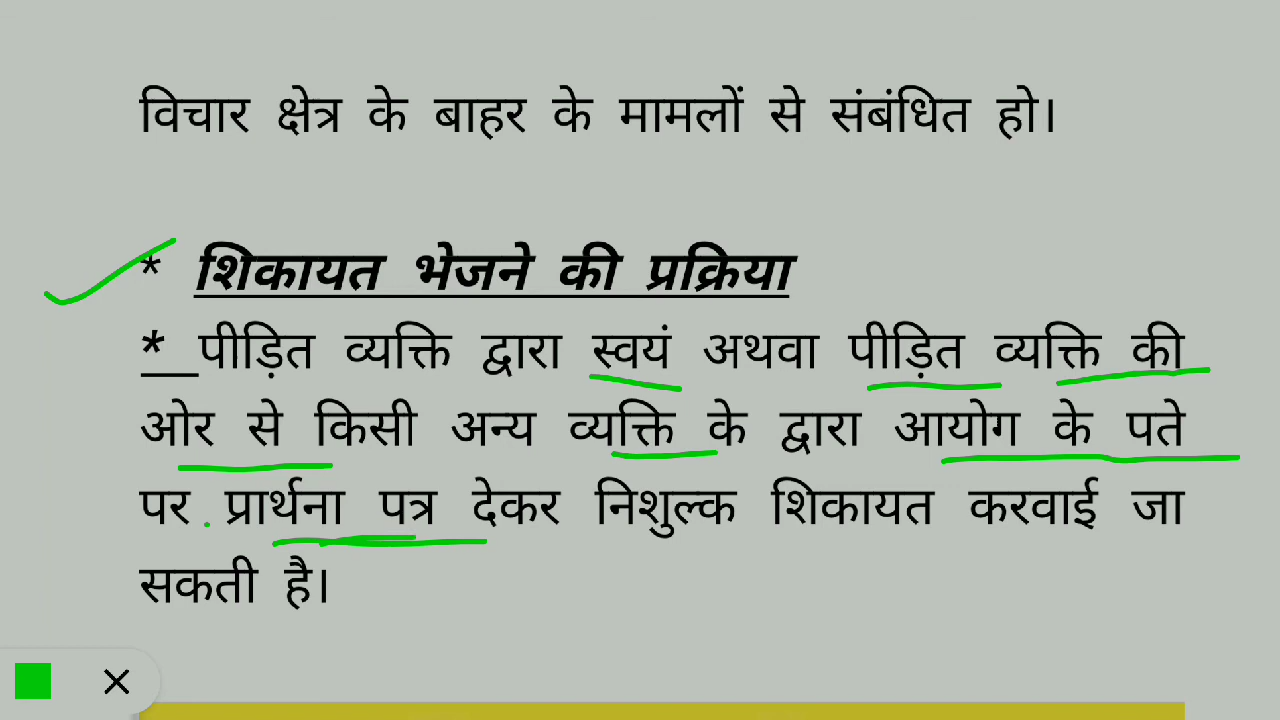 विचार क्षेत्र के बाहर के मामलों से संबंधित हो।
* शिकायत भेजने की प्रक्रिया
* पीड़ित व्यक्ति द्वारा स्वयं अथवा पीड़ित व्यक्ति की
ओर से किसी अन्य व्यक्ति के द्वारा आयोग के पते
पर प्रार्थना पत्र देकर निशुल्क शिकायत करवाई जा
सकती है।